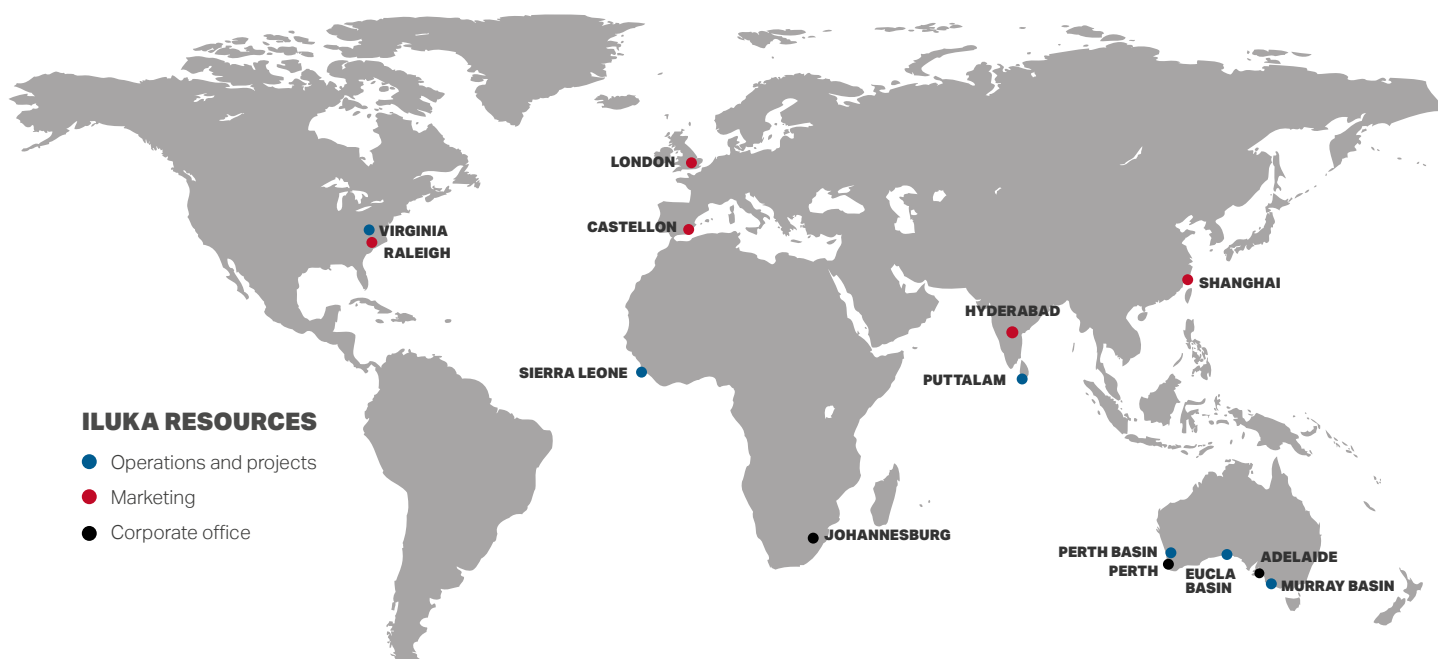 LONDON
CASTELLON
VIRGINIA
RALEIGH
SHANGHAI
HYDERABAD
SIERRA LEONE
PUTTALAM
ILUKA RESOURCES
Operations and projects
Marketing
Corporate office
JOHANNESBURG
PERTH BASIN
PERTH
EUCLA
BASIN
ADELAIDE
MURRAY BASIN